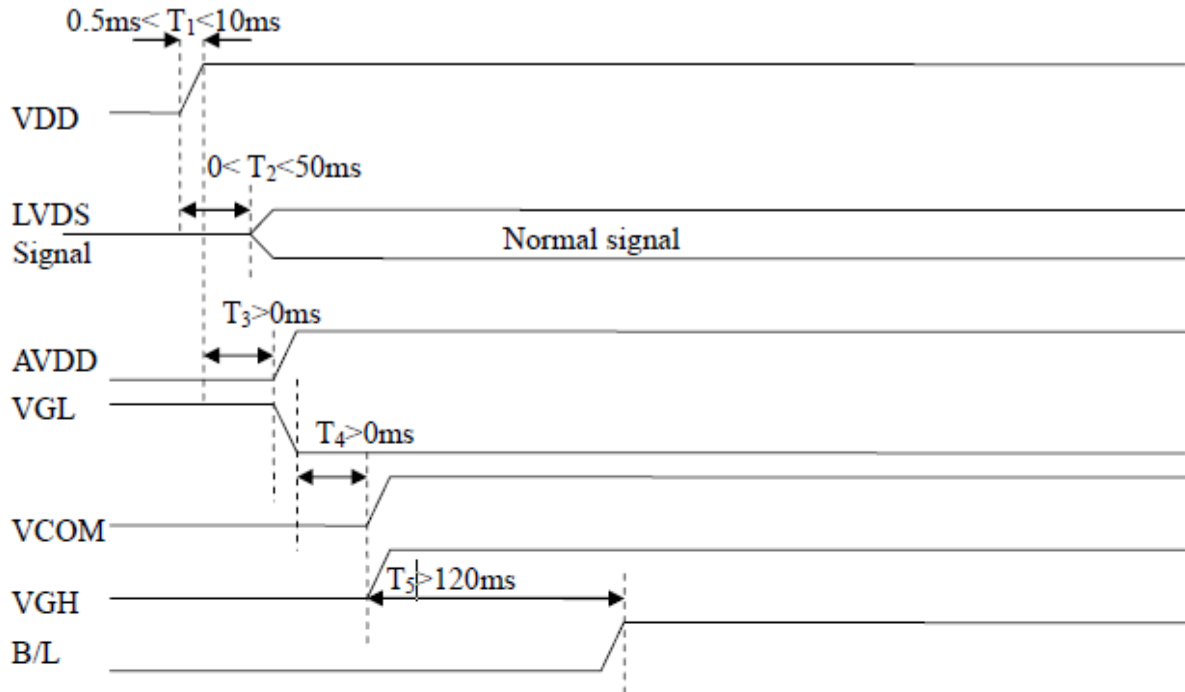 0.5ms< T₁<10ms
VDD
0< T₂<50ms
LVDS
Signal
Normal signal
T₃>0ms
AVDD
VGL
T₄>0ms
VCOM
T₅>120ms
VGH
B/L